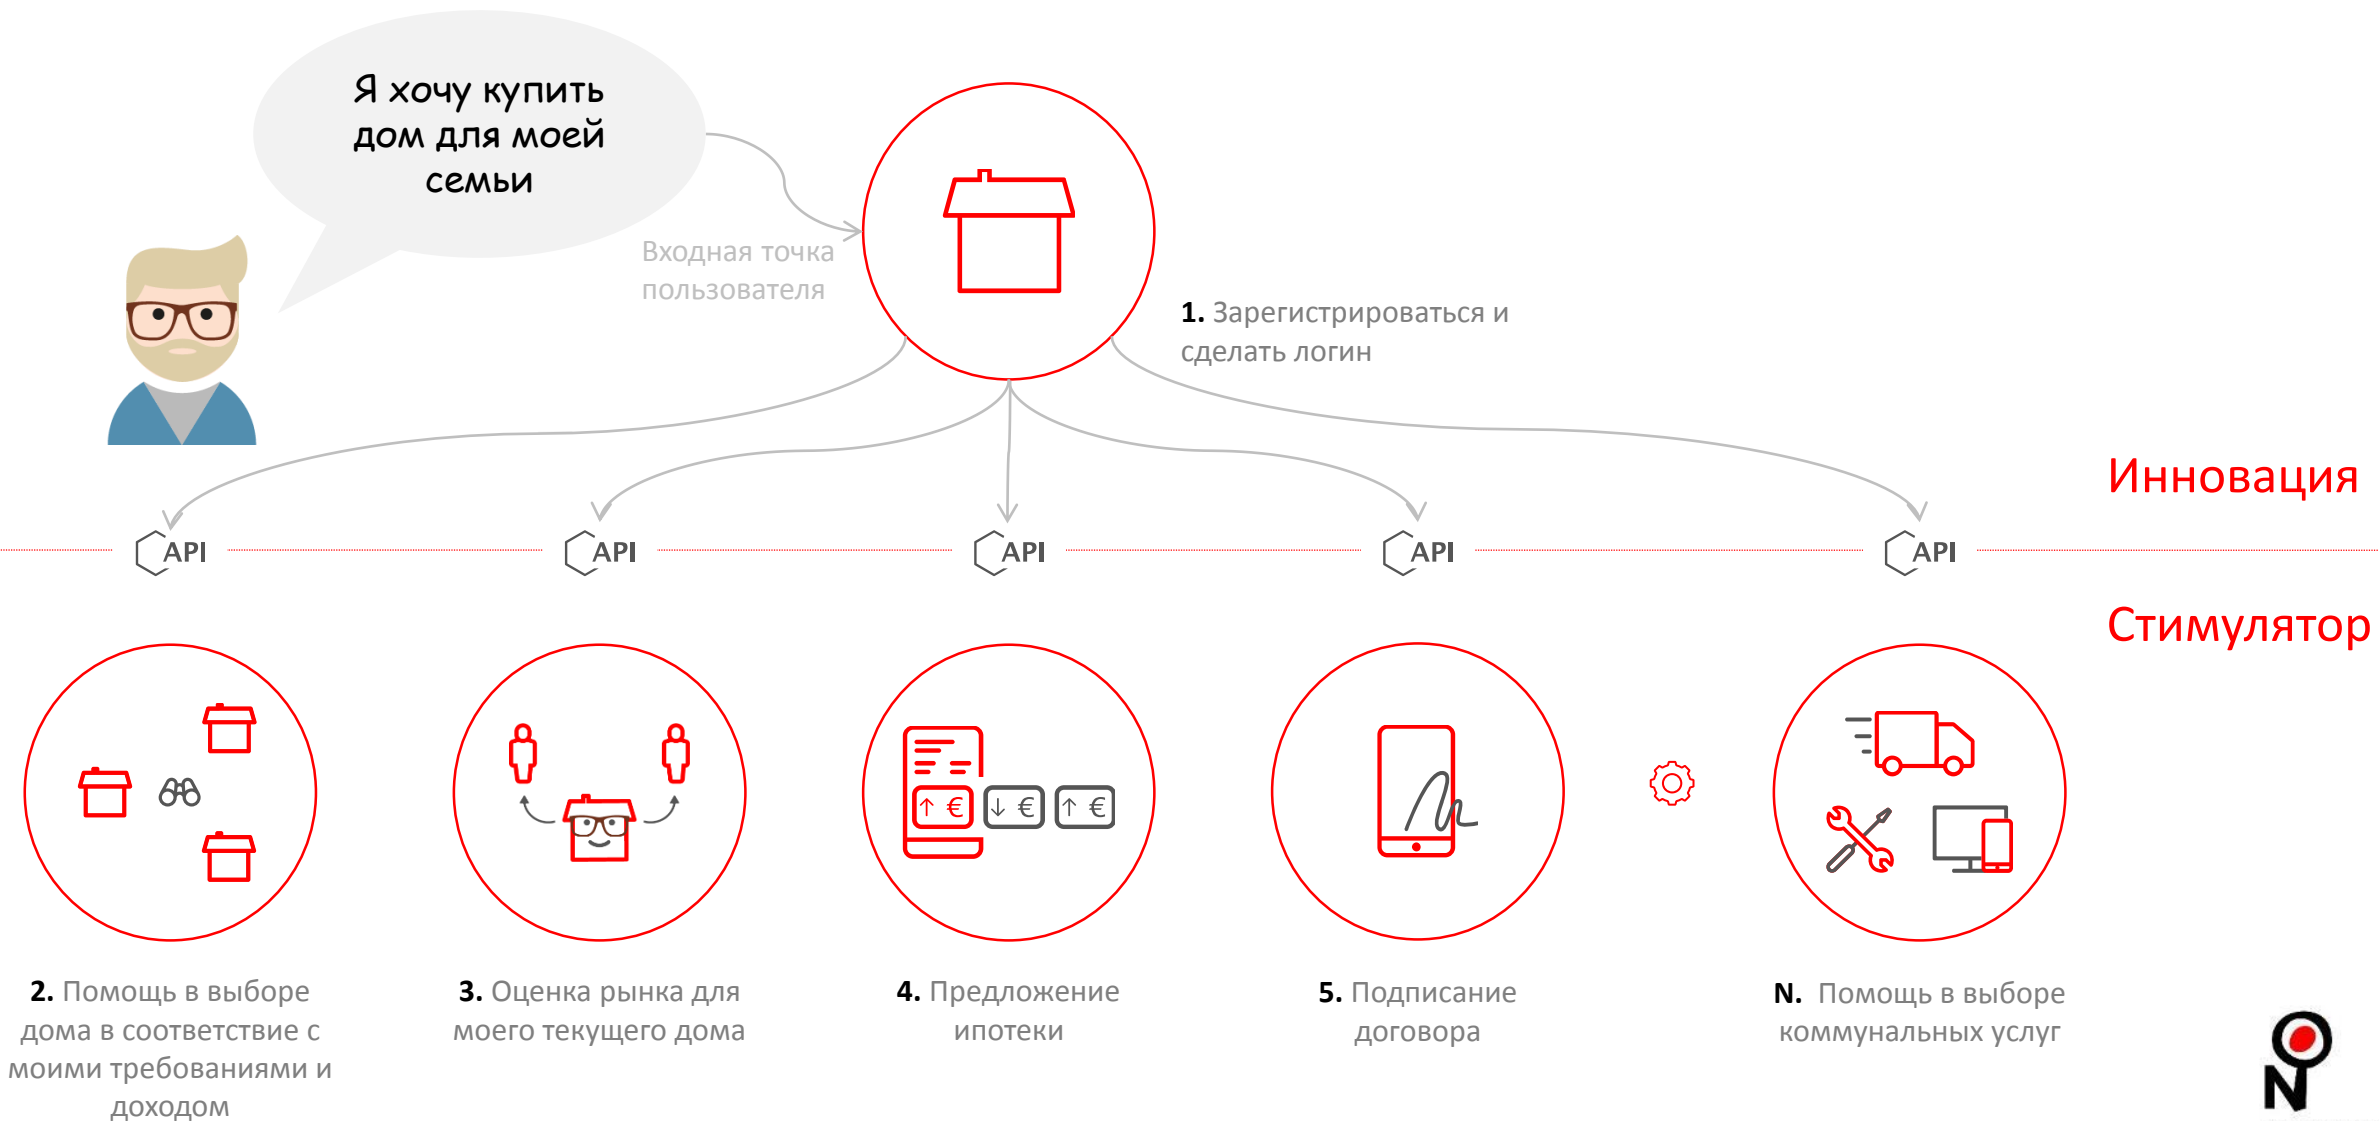 Я хочу купить
дом для моей
семьи
Входная точка
пользователя
1. Зарегистрироваться и
сделать логин
Инновация
API
API
API
API
API
Стимулятор
↑ €
↓ €
↑ €
2. Помощь в выборе
дома в соответствие с
моими требованиями и
доходом
3. Оценка рынка для
моего текущего дома
4. Предложение
ипотеки
5. Подписание
договора
N. Помощь в выборе
коммунальных услуг
N